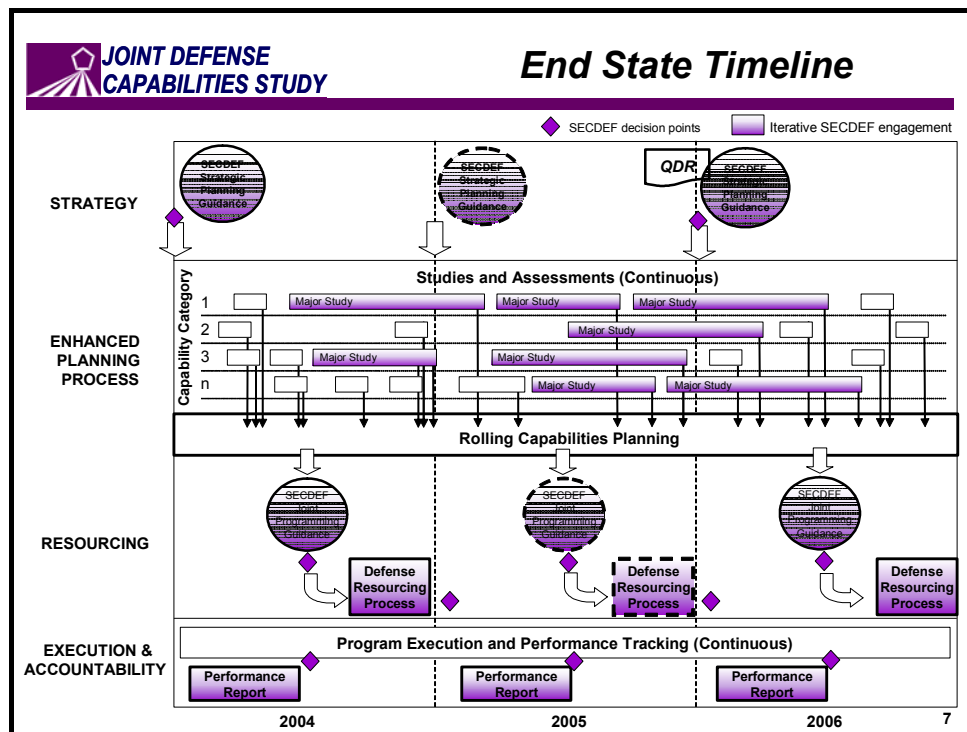 JOINT DEFENSE
CAPABILITIES STUDY
End State Timeline
SECDEF decision points
Iterative SECDEF engagement
STRATEGY
SECDEF
Strategic
Planning
Guidance
SECDEF
Strategic
Planning
Guidance
QDR
SECDEF
Strategic
Planning
Guidance
ENHANCED
PLANNING
PROCESS
Capability Category
Studies and Assessments (Continuous)
1
Major Study
Major Study
Major Study
2
Major Study
3
Major Study
Major Study
n
Major Study
Major Study
Rolling Capabilities Planning
RESOURCING
SECDEF
Joint
Programming
Guidance
SECDEF
Joint
Programming
Guidance
SECDEF
Joint
Programming
Guidance
Defense
Resourcing
Process
Defense
Resourcing
Process
Defense
Resourcing
Process
EXECUTION &
ACCOUNTABILITY
Program Execution and Performance Tracking (Continuous)
Performance
Report
Performance
Report
Performance
Report
2004
2005
2006
7